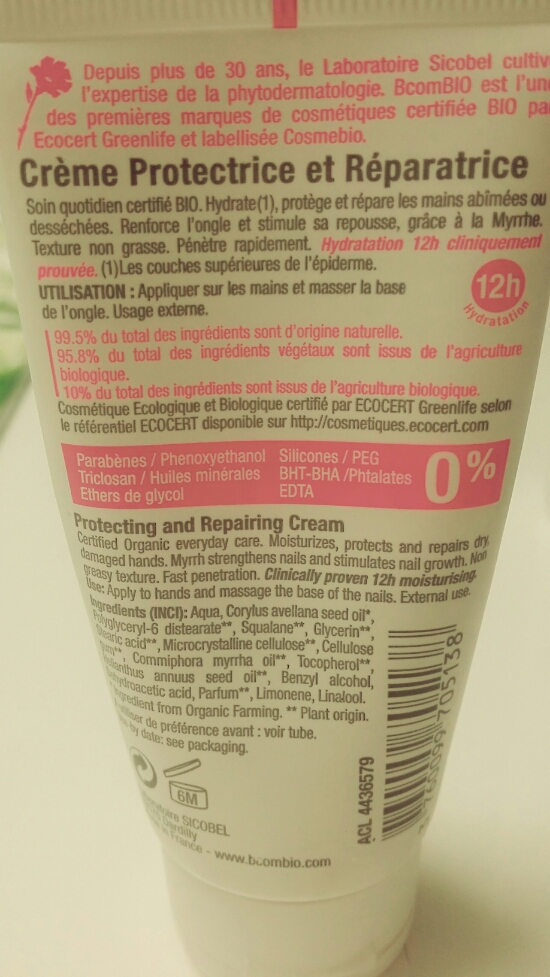 Depuis plus de 30 ans, le Laboratoire Sicobel
l'expertise de la phytodermatologie. BcomBIO est
des premières marques de cosmétiques certifiée BIO
Ecocert Greenlife et labellisée Cosmebio.
Crème Protectrice et Réparatrice
Soin quotidien certifié BIO. Hydrate(1), protège et répare les mains abîmées ou
desséchées. Renforce l'ongle et stimule sa repousse, grâce à la Myrrhe.
Texture non grasse. Pénètre rapidement. Hydratation 12h cliniquement
prouvée. (1)Les couches supérieures de l'épiderme.
UTILISATION : Appliquer sur les mains et masser la base
de l'ongle. Usage externe.
12h
Hydratation
99.5% du total des ingrédients sont d'origine naturelle.
95.8% du total des ingrédients végétaux sont issus de l'agriculture
biologique.
10% du total des ingrédients sont issus de l'agriculture biologique.
Cosmétique Ecologique et Biologique certifié par ECOCERT Greenlife selon
le référentiel ECOCERT disponible sur http://cosmetiques.ecocert.com
Parabènes / Phenoxyethanol Silicones / PEG
Triclosan / Huiles minérales BHT-BHA /Phtalates
Ethers de glycol EDTA
0%
Protecting and Repairing Cream
Certified Organic everyday care. Moisturizes, protects and repairs dry,
damaged hands. Myrrh strengthens nails and stimulates nail growth. Non
greasy texture. Fast penetration. Clinically proven 12h moisturising.
Use: Apply to hands and massage the base of the nails. External use.
Ingredients (INCI): Aqua, Corylus avellana seed oil*,
Polyglyceryl-6 distearate**, Squalane**, Glycerin**,
acid**, Microcrystalline cellulose**, Cellulose
Commiphora myrrha oil**, Tocopherol**,
annuus seed oil**, Benzyl alcohol,
acid, Parfum**, Limonene, Linalool.
from Organic Farming. ** Plant origin.
de préférence avant : voir tube.
date: see packaging.
6M
SICOBEL
Dardilly
France - www.bcombio.com
ACL 4436579
705138